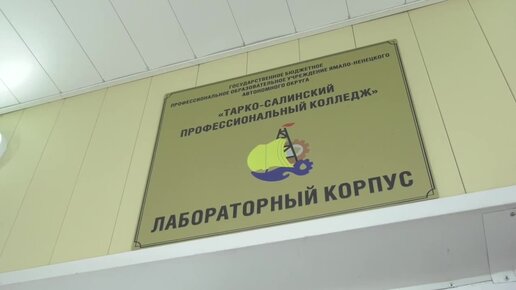 ГОСУДАРСТВЕННОЕ БЮДЖЕТНОЕ
ПРОФЕССИОНАЛЬНОЕ ОБРАЗОВАТЕЛЬНОЕ УЧРЕЖДЕНИЕ ЯМАЛО-НЕНЕЦКОГО
АВТОНОМНОГО ОКРУГА
«ТАРКО-САЛИНСКИЙ
ПРОФЕССИОНАЛЬНЫЙ КОЛЛЕДЖ»
ЛАБОРАТОРНЫЙ КОРПУС